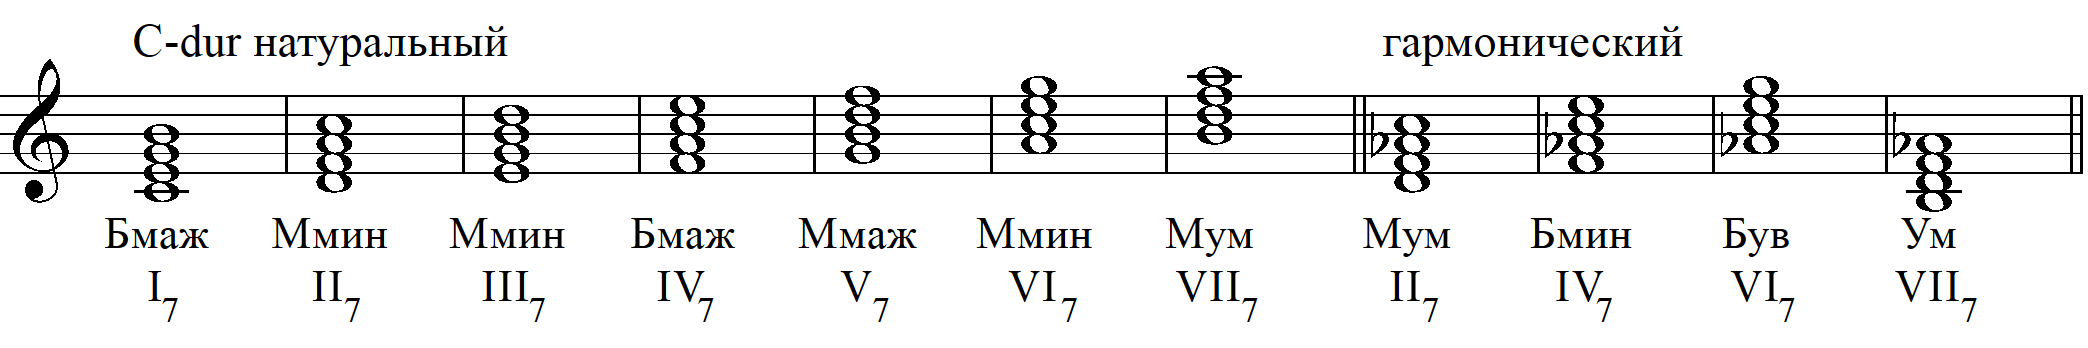 C-dur натуральный гармонический
Бмаж Ммин Ммин Бмаж Ммаж Ммин Мум Мум Бмин Був Ум
I7 II7 III7 IV7 V7 VI7 VII7 II7 IV7 VI7 VII7